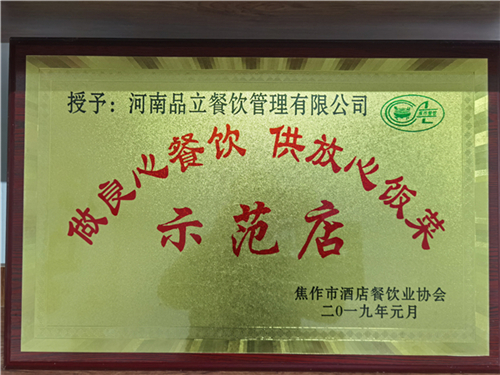 授予：河南品立餐饮管理有限公司
做良心餐饮 供放心饭菜
示范店
焦作市酒店餐饮业协会
二0一九年元月